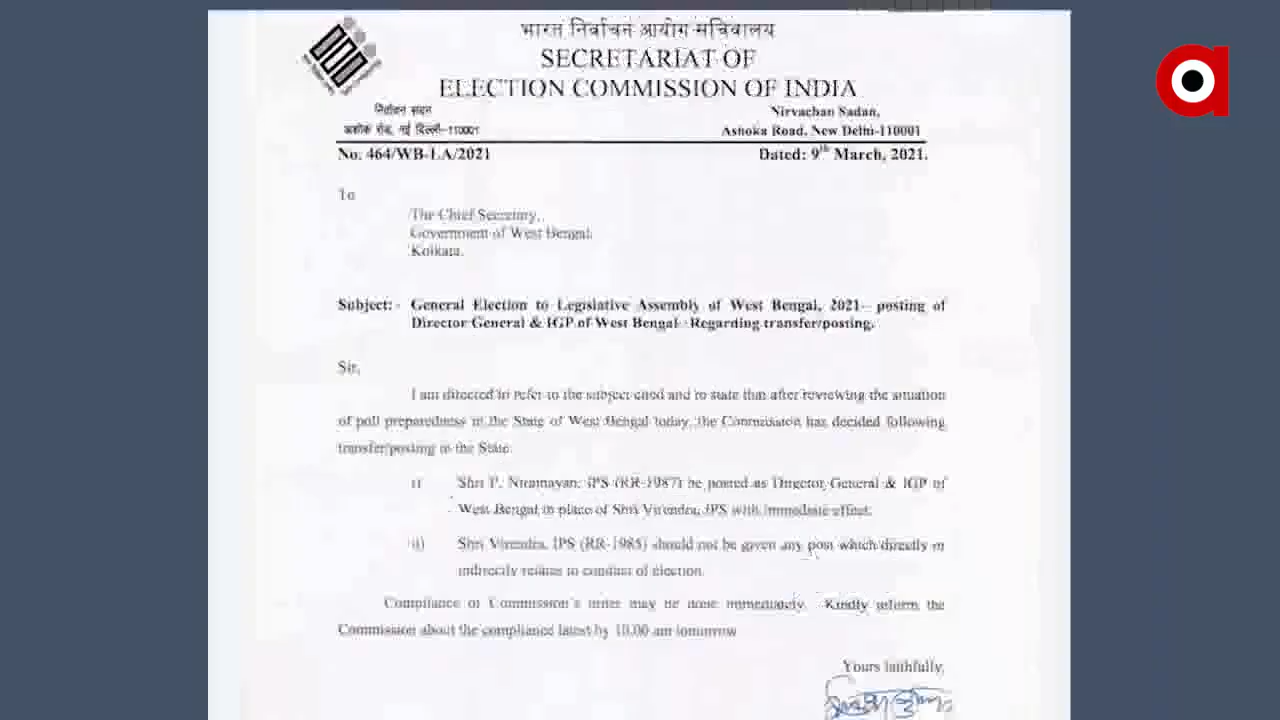 भारत निर्वाचन आयोग सचिवालय
SECRETARIAT OF
ELECTION COMMISSION OF INDIA
निर्वाचन सदन
अशोक रोड, नई दिल्ली-110001
Nirvachan Sadan,
Ashoka Road, New Delhi-110001
No. 464/WB-LA/2021
Dated: 9th March, 2021.
To
The Chief Secretary,
Government of West Bengal,
Kolkata.
Subject: - General Election to Legislative Assembly of West Bengal, 2021– posting of
Director General & IGP of West Bengal –Regarding transfer/posting.
Sir,
I am directed to refer to the subject cited and to state that after reviewing the situation
of poll preparedness in the State of West Bengal today, the Commission has decided following
transfer/posting in the State:
i) Shri P. Niramayan, IPS (RR-1987) be posted as Director General & IGP of
West Bengal in place of Shri Virendra, IPS with immediate effect.
ii) Shri Virendra, IPS (RR-1985) should not be given any post which directly or
indirectly relates to conduct of election.
Compliance of Commission's order may be done immediately. Kindly inform the
Commission about the compliance latest by 10.00 am tomorrow
Yours faithfully,